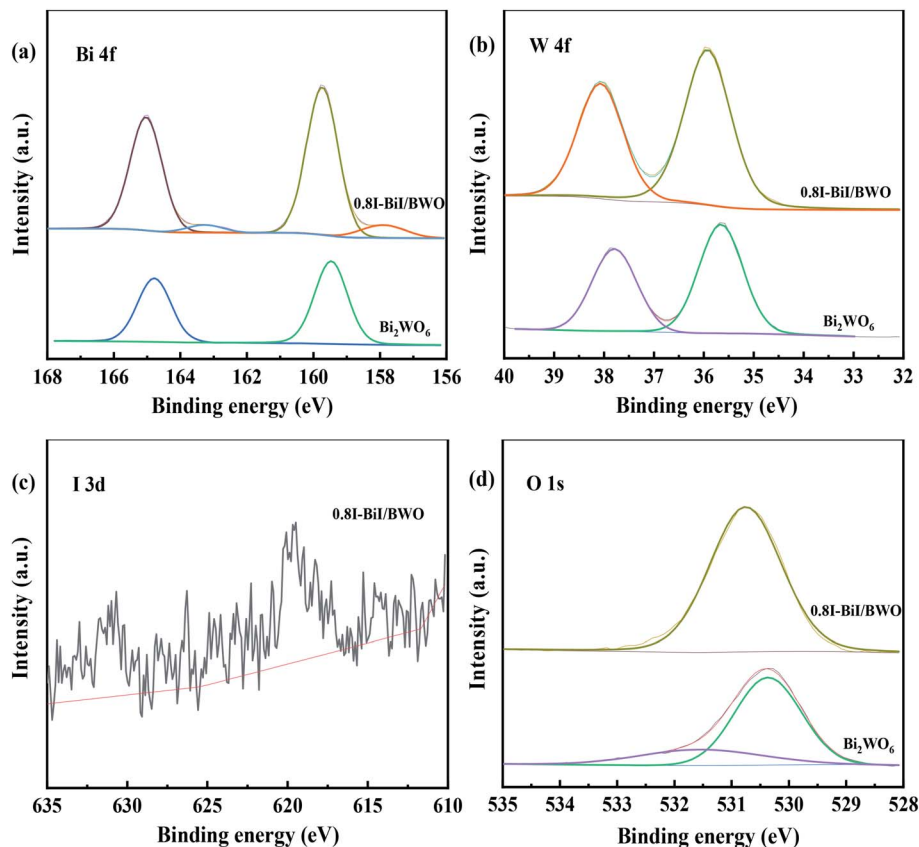 (a)
Bi 4f
0.8I-BiI/BWO
Bi₂WO₆
Intensity (a.u.)
168 166 164 162 160 158 156
Binding energy (eV)
(b)
W 4f
0.8I-BiI/BWO
Bi₂WO₆
Intensity (a.u.)
40 39 38 37 36 35 34 33 32
Binding energy (eV)
(c)
I 3d
0.8I-BiI/BWO
Intensity (a.u.)
635 630 625 620 615 610
Binding energy (eV)
(d)
O 1s
0.8I-BiI/BWO
Bi₂WO₆
Intensity (a.u.)
535 534 533 532 531 530 529 528
Binding energy (eV)